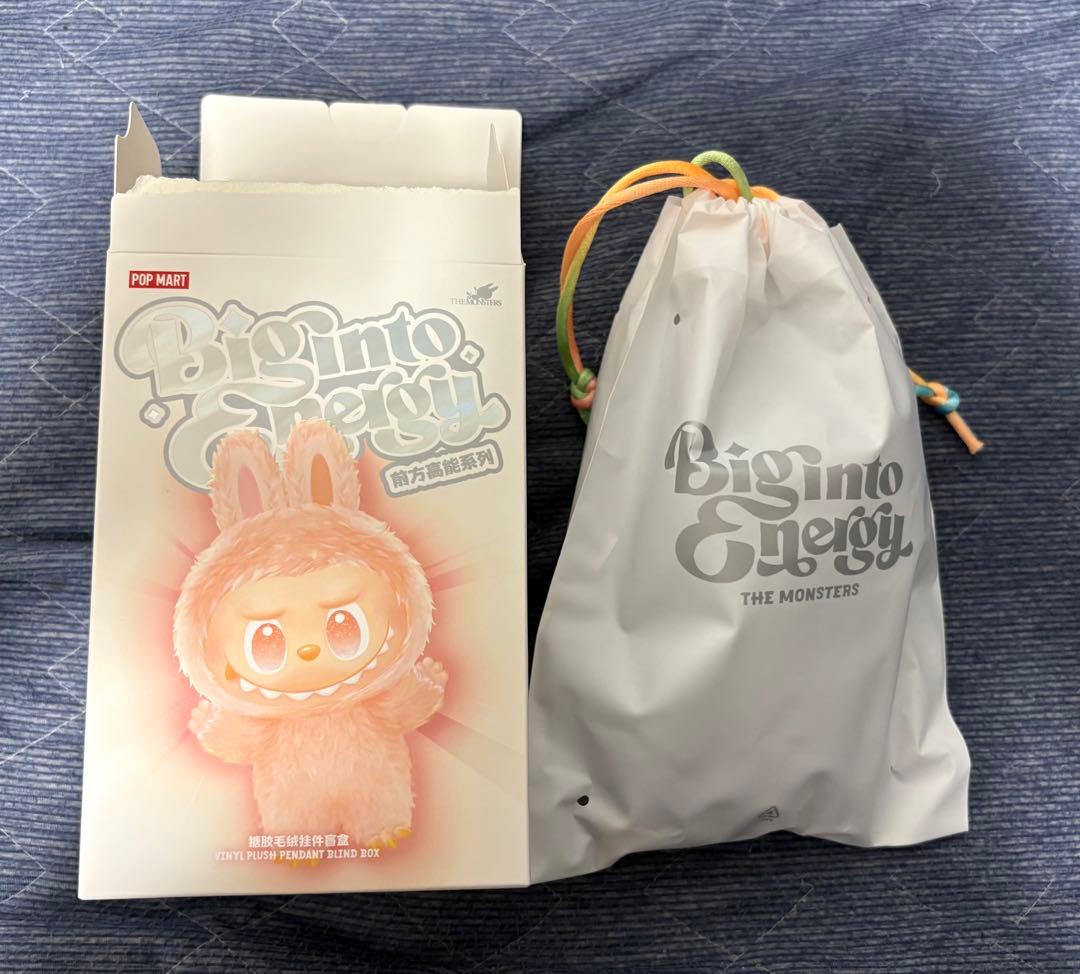 POP MART
THE MONSTERS
Big into
Energy
前方高能系列
搪胶毛绒挂件盲盒
VINYL PLUSH PENDANT BLIND BOX
Big into
Energy
THE MONSTERS